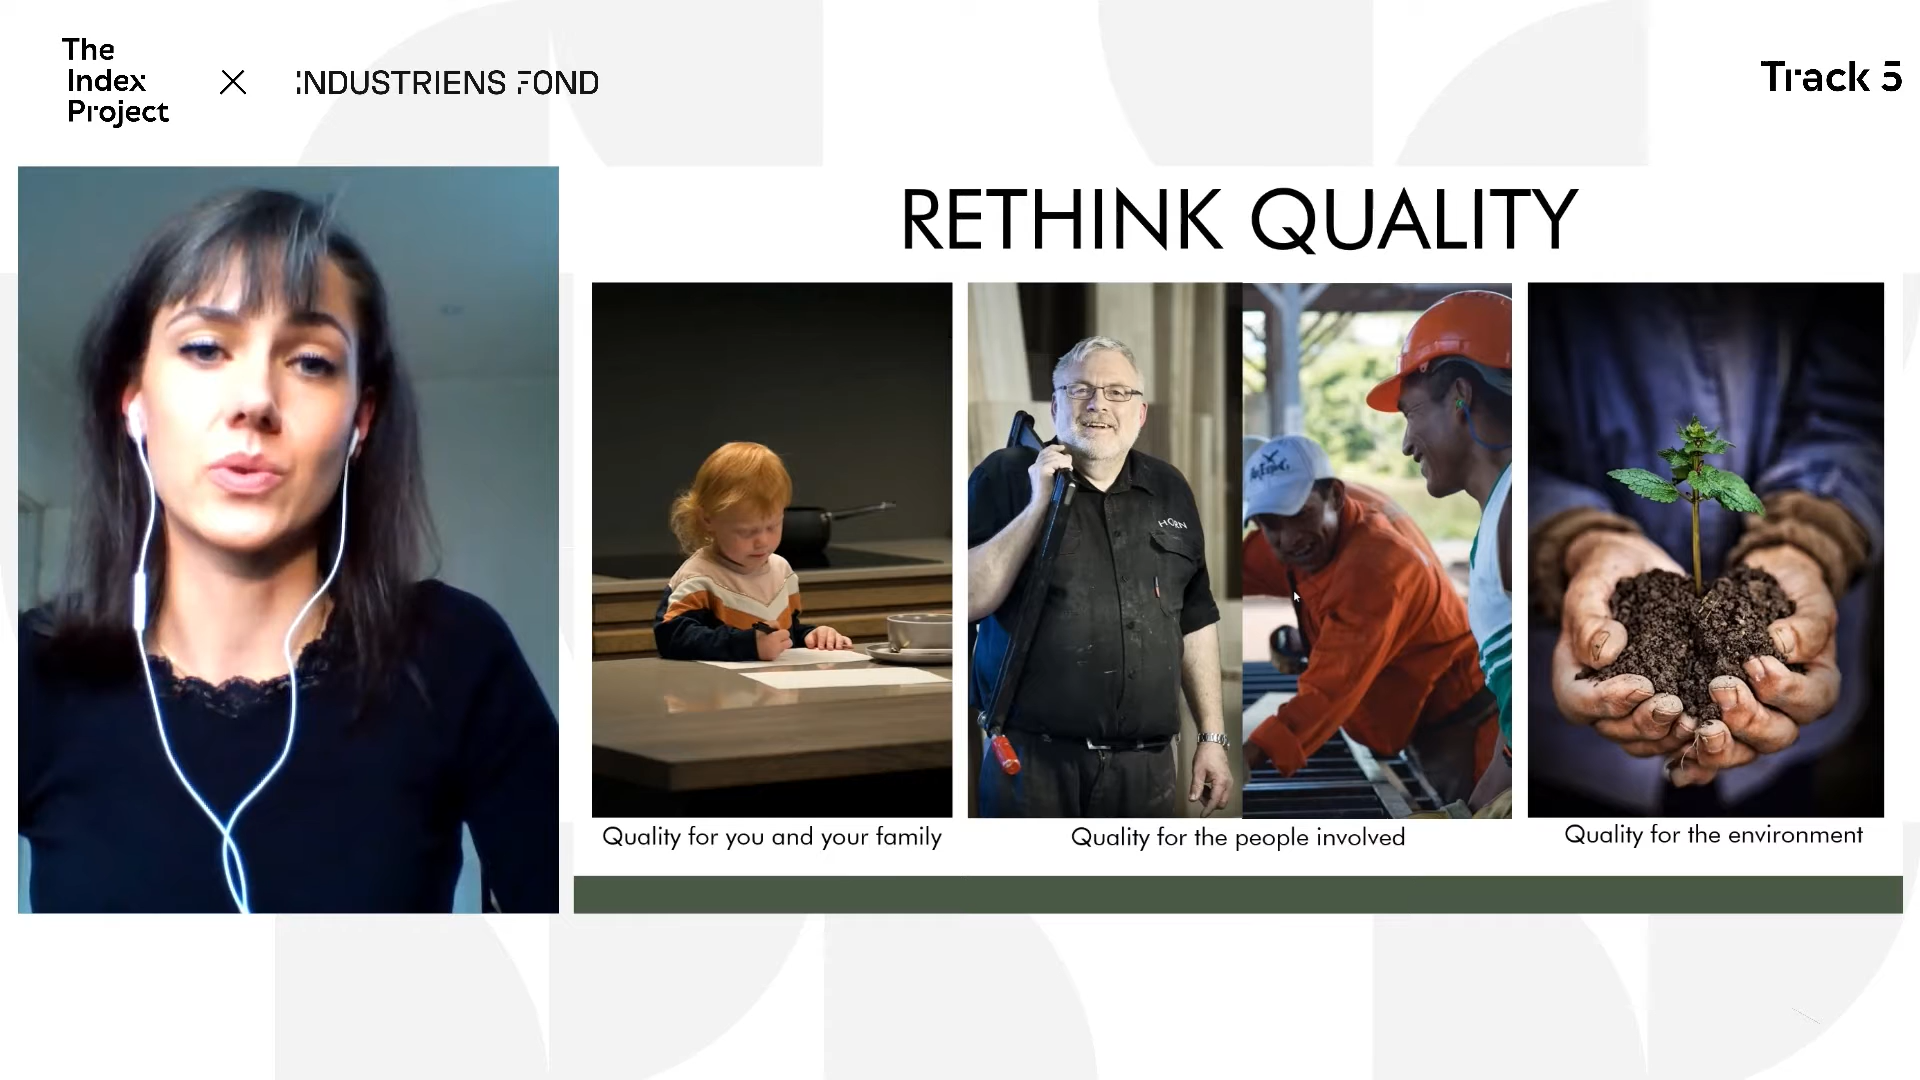 The
Index
Project
INDUSTRIENS FOND
Track 5
RETHINK QUALITY
HORN
Quality for you and your family
Quality for the people involved
Quality for the environment